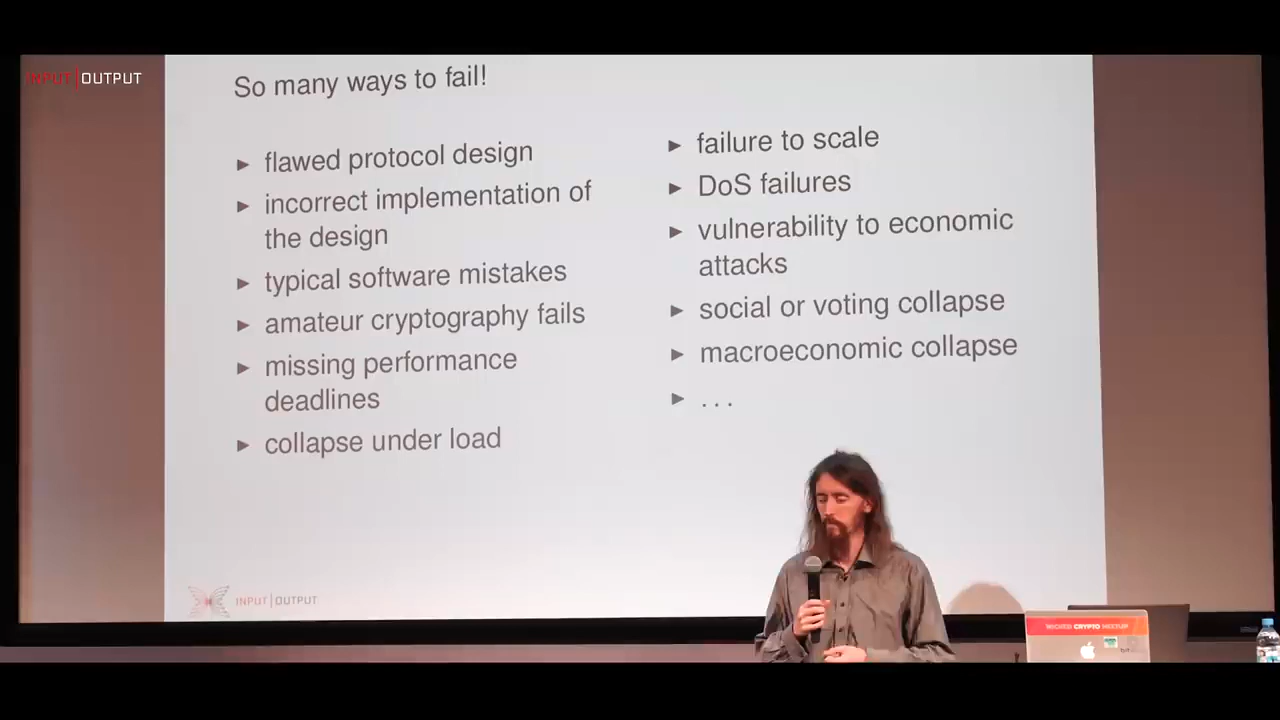 INPUT|OUTPUT
So many ways to fail!
► flawed protocol design
► incorrect implementation of
the design
► typical software mistakes
► amateur cryptography fails
► missing performance
deadlines
► collapse under load
► failure to scale
► DoS failures
► vulnerability to economic
attacks
► social or voting collapse
► macroeconomic collapse
► ...
INPUT|OUTPUT
CRYPTO MEETUP